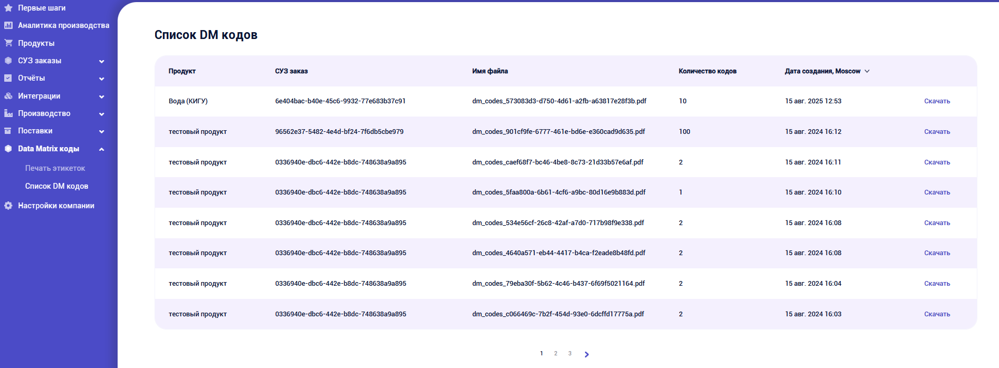 Первые шаги
Аналитика производства
Продукты
СУЗ заказы
Отчёты
Интеграции
Производство
Поставки
Data Matrix коды
Печать этикеток
Список DM кодов
Настройки компании
Список DM кодов
Продукт СУЗ заказ Имя файла Количество кодов Дата создания, Moscow
Вода (КИГУ) 6e404bac-b40e-45c6-9932-77e683b37c91 dm_codes_573083d3-d750-4d61-a2fb-a63817e28f3b.pdf 10 15 авг. 2025 12:53 Скачать
тестовый продукт 96562e37-5482-4e4d-bf24-7f6db5cbe979 dm_codes_901cf9fe-6777-461e-bd6e-e360cad9d635.pdf 100 15 авг. 2024 16:12 Скачать
тестовый продукт 0336940e-dbc6-442e-b8dc-748638a9a895 dm_codes_caef68f7-bc46-4be8-8c73-21d33b57e6af.pdf 2 15 авг. 2024 16:11 Скачать
тестовый продукт 0336940e-dbc6-442e-b8dc-748638a9a895 dm_codes_5faa800a-6b61-4cf6-a9bc-80d16e9b883d.pdf 1 15 авг. 2024 16:10 Скачать
тестовый продукт 0336940e-dbc6-442e-b8dc-748638a9a895 dm_codes_534e56cf-26c8-42af-a7d0-717b98f9e338.pdf 2 15 авг. 2024 16:08 Скачать
тестовый продукт 0336940e-dbc6-442e-b8dc-748638a9a895 dm_codes_4640a571-eb44-4417-b4ca-f2eade8b48fd.pdf 2 15 авг. 2024 16:08 Скачать
тестовый продукт 0336940e-dbc6-442e-b8dc-748638a9a895 dm_codes_79eba30f-5b62-4c46-b437-6f69f5021164.pdf 2 15 авг. 2024 16:04 Скачать
тестовый продукт 0336940e-dbc6-442e-b8dc-748638a9a895 dm_codes_c066469c-7b2f-454d-93e0-6dcffd17775a.pdf 2 15 авг. 2024 16:03 Скачать
1 2 3